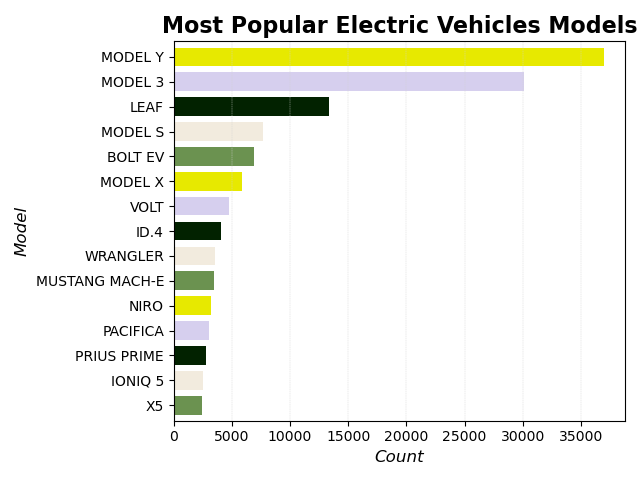 Most Popular Electric Vehicles Models
MODEL Y
MODEL 3
LEAF
MODEL S
BOLT EV
MODEL X
VOLT
ID.4
WRANGLER
MUSTANG MACH-E
NIRO
PACIFICA
PRIUS PRIME
IONIQ 5
X5
Model
0 5000 10000 15000 20000 25000 30000 35000
Count